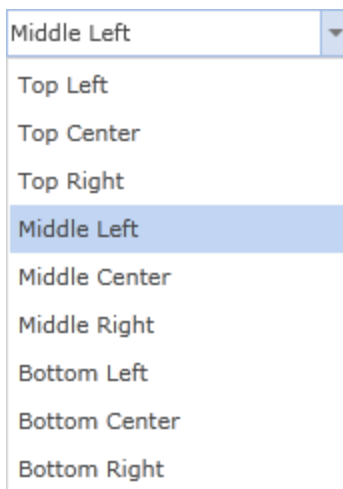 Middle Left
Top Left
Top Center
Top Right
Middle Left
Middle Center
Middle Right
Bottom Left
Bottom Center
Bottom Right